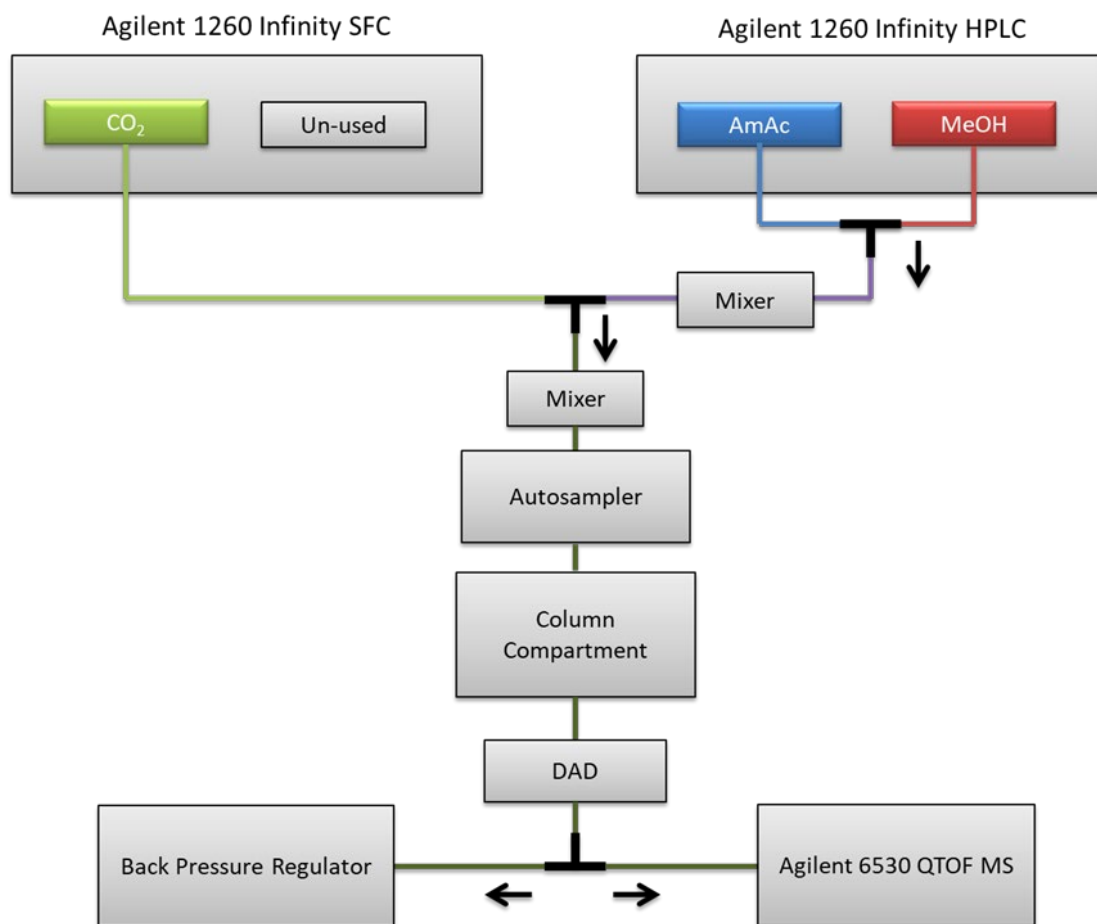 Agilent 1260 Infinity SFC
Agilent 1260 Infinity HPLC
CO₂
Un-used
AmAc
MeOH
Mixer
Mixer
Autosampler
Column
Compartment
DAD
Back Pressure Regulator
Agilent 6530 QTOF MS